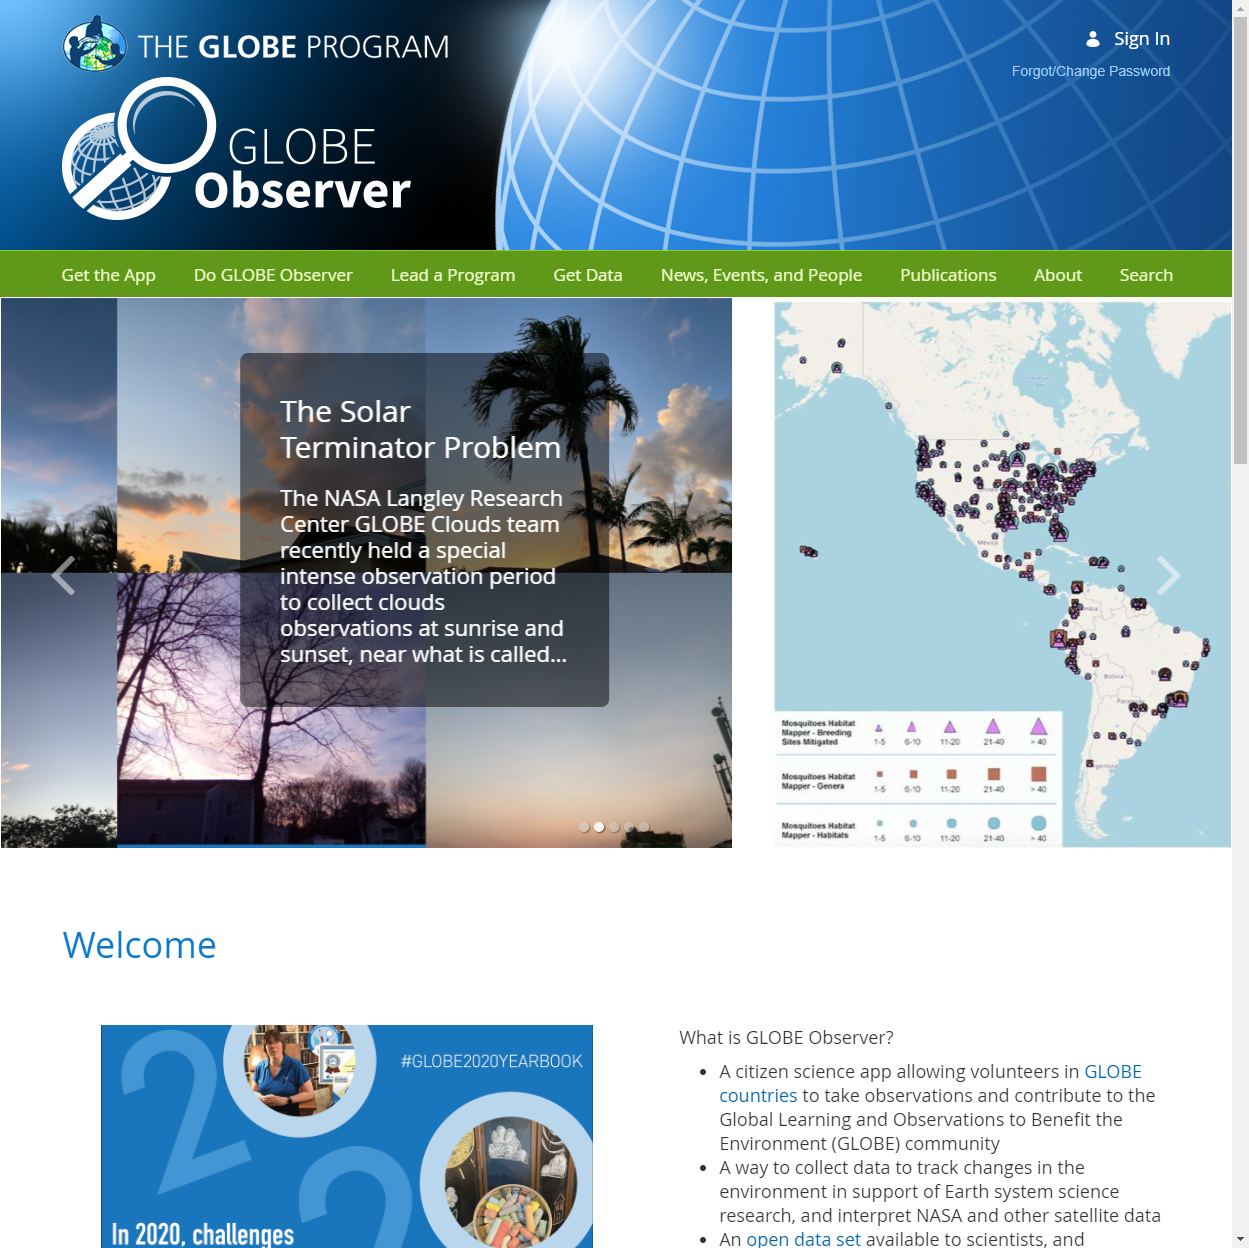 THE GLOBE PROGRAM
Sign In
Forgot/Change Password
GLOBE
Observer
Get the App
Do GLOBE Observer
Lead a Program
Get Data
News, Events, and People
Publications
About
Search
The Solar
Terminator Problem
The NASA Langley Research
Center GLOBE Clouds team
recently held a special
intense observation period
to collect clouds
observations at sunrise and
sunset, near what is called...
México
Bolivia
Mosquitoes Habitat
Mapper - Breeding
Sites Mitigated
1-5 6-10 11-20 21-40 > 40
Mosquitoes Habitat
Mapper - Genera
1-5 6-10 11-20 21-40 > 40
Mosquitoes Habitat
Mapper - Habitats
1-5 6-10 11-20 21-40 > 40
Welcome
2
2
#GLOBE2020YEARBOOK
In 2020, challenges
What is GLOBE Observer?
• A citizen science app allowing volunteers in GLOBE
countries to take observations and contribute to the
Global Learning and Observations to Benefit the
Environment (GLOBE) community
• A way to collect data to track changes in the
environment in support of Earth system science
research, and interpret NASA and other satellite data
• An open data set available to scientists, and